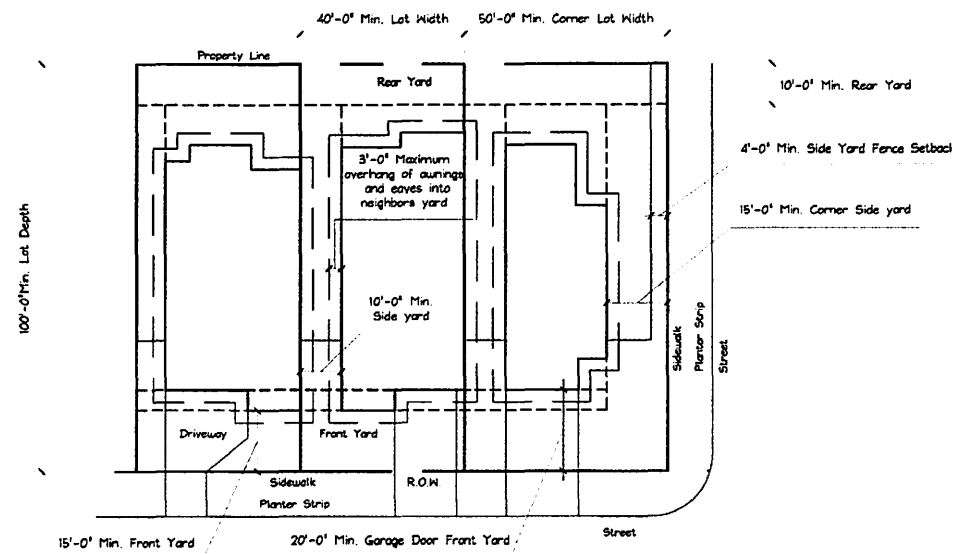 40'-0" Min. Lot Width
50'-0" Min. Corner Lot Width
Property Line
Rear Yard
10'-0" Min. Rear Yard
3'-0" Maximum
overhang of awnings
and eaves into
neighbors yard
4'-0" Min. Side Yard Fence Setback
15'-0" Min. Corner Side yard
100'-0"Min. Lot Depth
10'-0" Min.
Side yard
Sidewalk
Planter Strip
Street
Driveway
Front Yard
Sidewalk
R.O.W.
Planter Strip
15'-0" Min. Front Yard
20'-0" Min. Garage Door Front Yard
Street